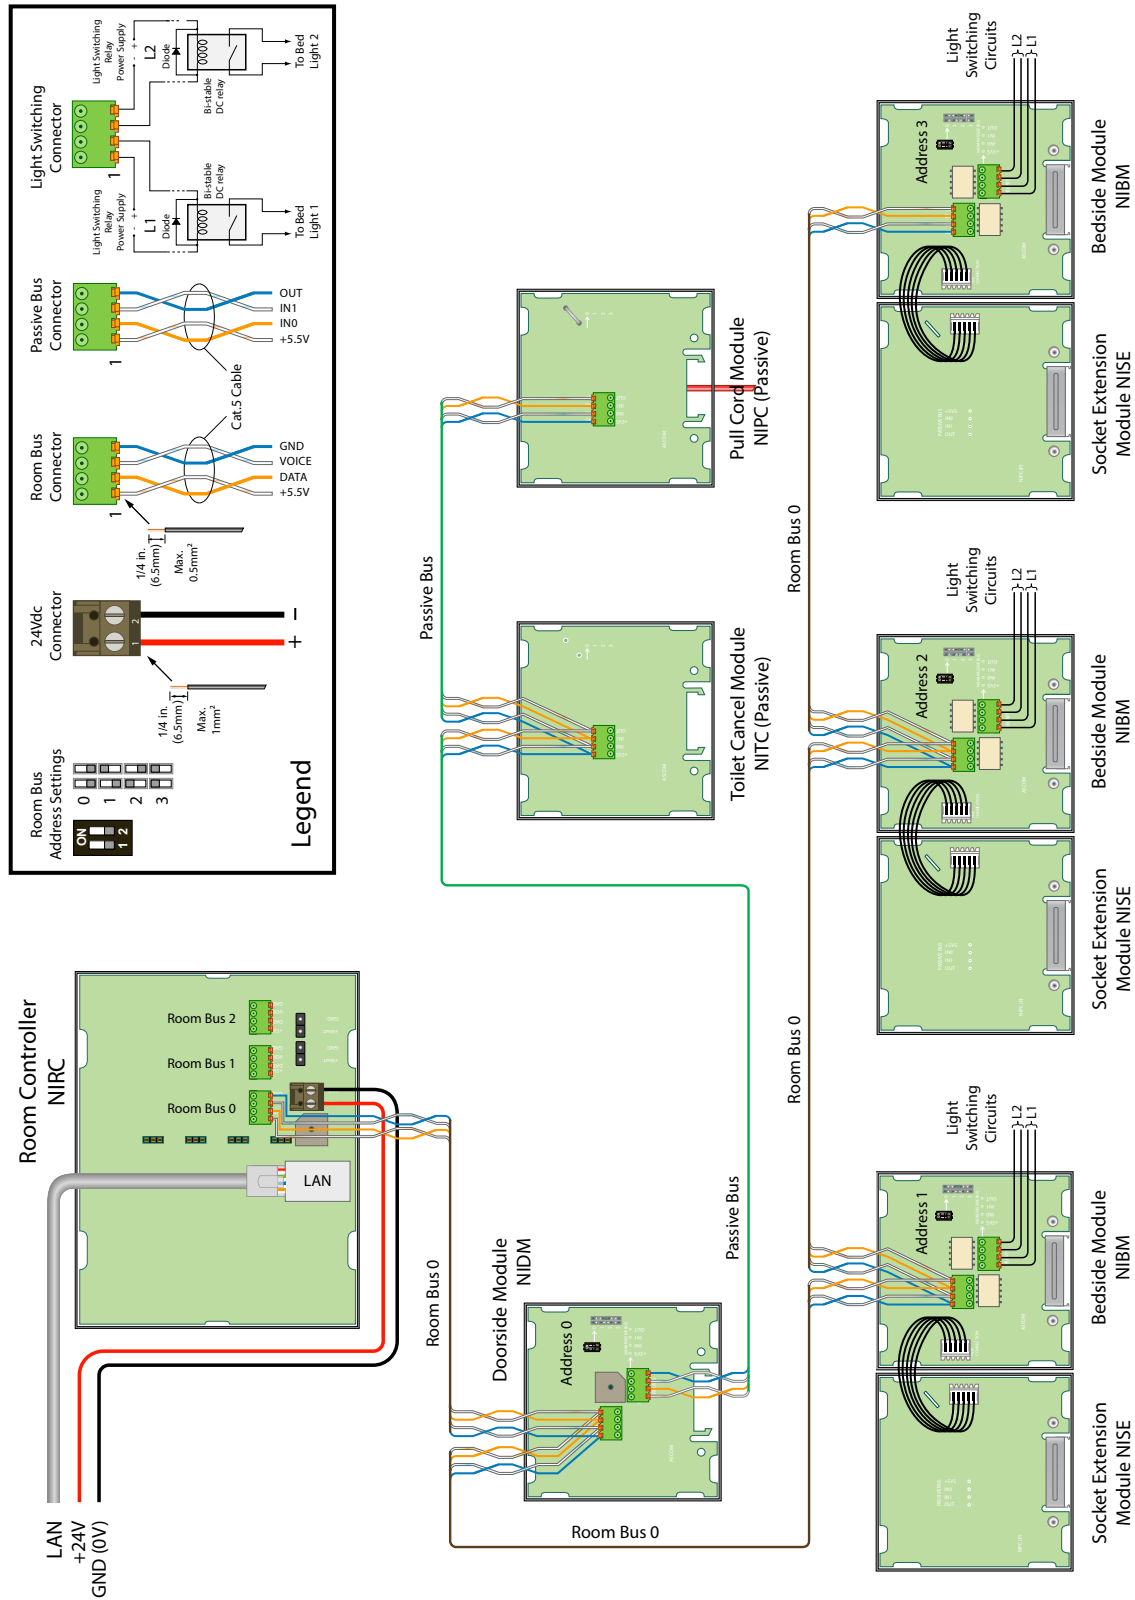 Legend
Room Bus
Address Settings
ON
1 2
0
1
2
3
24Vdc
Connector
1 2
+
–
1/4 in.
(6.5mm)
Max.
1mm²
Room Bus
Connector
1
GND
VOICE
DATA
+5.5V
1/4 in.
(6.5mm)
Max.
0.5mm²
Cat.5 Cable
Passive Bus
Connector
1
OUT
IN1
IN0
+5.5V
Light Switching
Connector
1
Light Switching
Relay
Power Supply
- +
L1
Diode
Bi-stable
DC relay
To Bed
Light 1
Light Switching
Relay
Power Supply
- +
L2
Diode
Bi-stable
DC relay
To Bed
Light 2
Room Controller
NIRC
Room Bus 2
Room Bus 1
Room Bus 0
LAN
LAN
+24V
GND (0V)
Room Bus 0
Doorside Module
NIDM
Address 0
Room Bus 0
Passive Bus
Passive Bus
Toilet Cancel Module
NITC (Passive)
Pull Cord Module
NIPC (Passive)
Room Bus 0
Room Bus 0
Address 1
Light
Switching
Circuits
L2
L1
Bedside Module
NIBM
Socket Extension
Module NISE
Address 2
Light
Switching
Circuits
L2
L1
Bedside Module
NIBM
Socket Extension
Module NISE
Address 3
Light
Switching
Circuits
L2
L1
Bedside Module
NIBM
Socket Extension
Module NISE